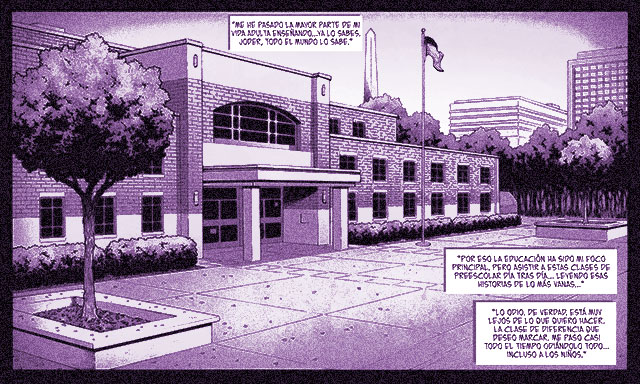 "ME HE PASADO LA MAYOR PARTE DE MI
VIDA ADULTA ENSEÑANDO...YA LO SABES.
JODER, TODO EL MUNDO LO SABE."
"POR ESO LA EDUCACIÓN HA SIDO MI FOCO
PRINCIPAL, PERO ASISTIR A ESTAS CLASES DE
PREESCOLAR DÍA TRAS DÍA... LEYENDO ESAS
HISTORIAS DE LO MÁS VANAS..."
"LO ODIO, DE VERDAD, ESTÁ MUY
LEJOS DE LO QUE QUIERO HACER.
LA CLASE DE DIFERENCIA QUE
DESEO MARCAR. ME PASO CASI
TODO EL TIEMPO ODIÁNDOLO TODO...
INCLUSO A LOS NIÑOS."